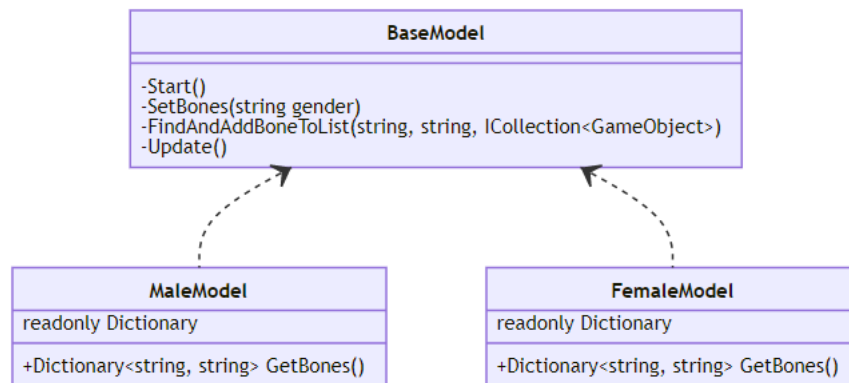 BaseModel
-Start()
-SetBones(string gender)
-FindAndAddBoneToList(string, string, ICollection<GameObject>)
-Update()
MaleModel
readonly Dictionary
+Dictionary<string, string> GetBones()
FemaleModel
readonly Dictionary
+Dictionary<string, string> GetBones()